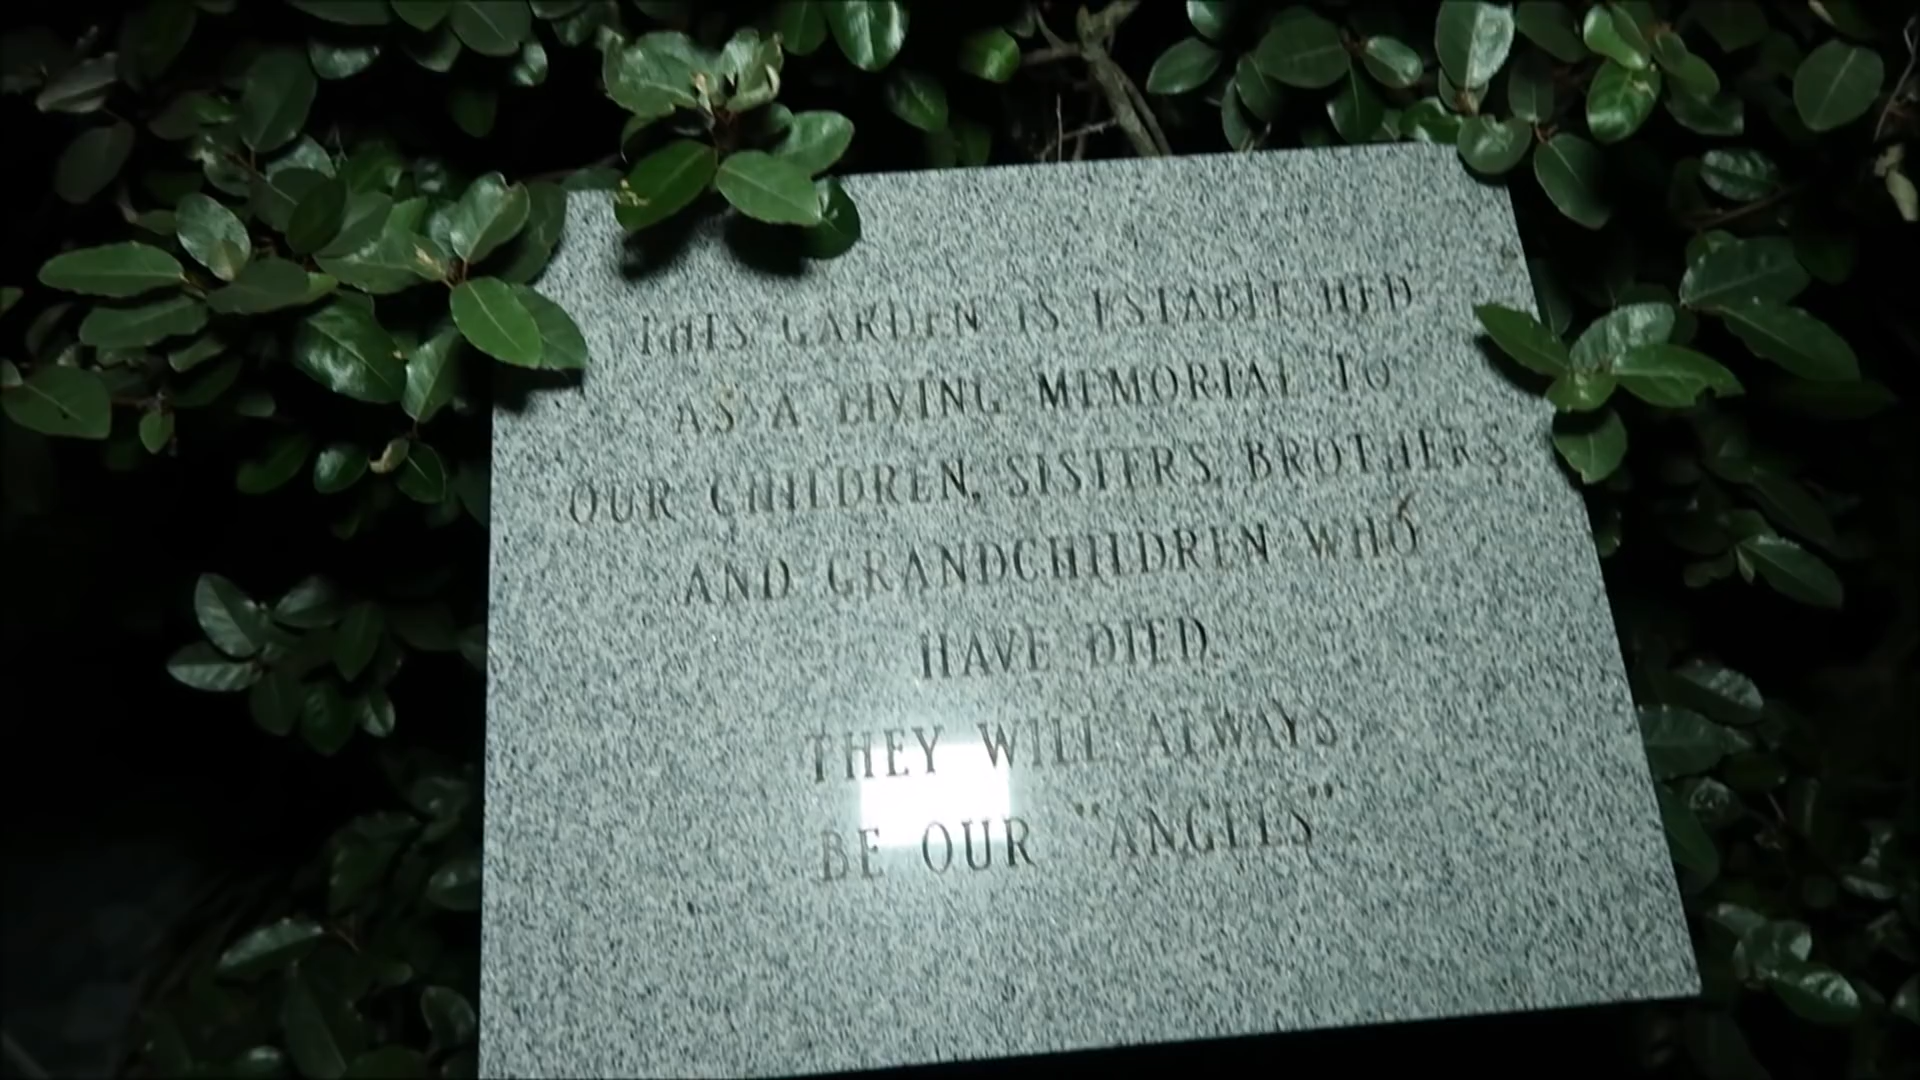 THIS GARDEN IS ESTABLISHED
AS A LIVING MEMORIAL TO
OUR CHILDREN, SISTERS, BROTHERS
AND GRANDCHILDREN WHO
HAVE DIED.
THEY WILL ALWAYS
BE OUR "ANGELS".